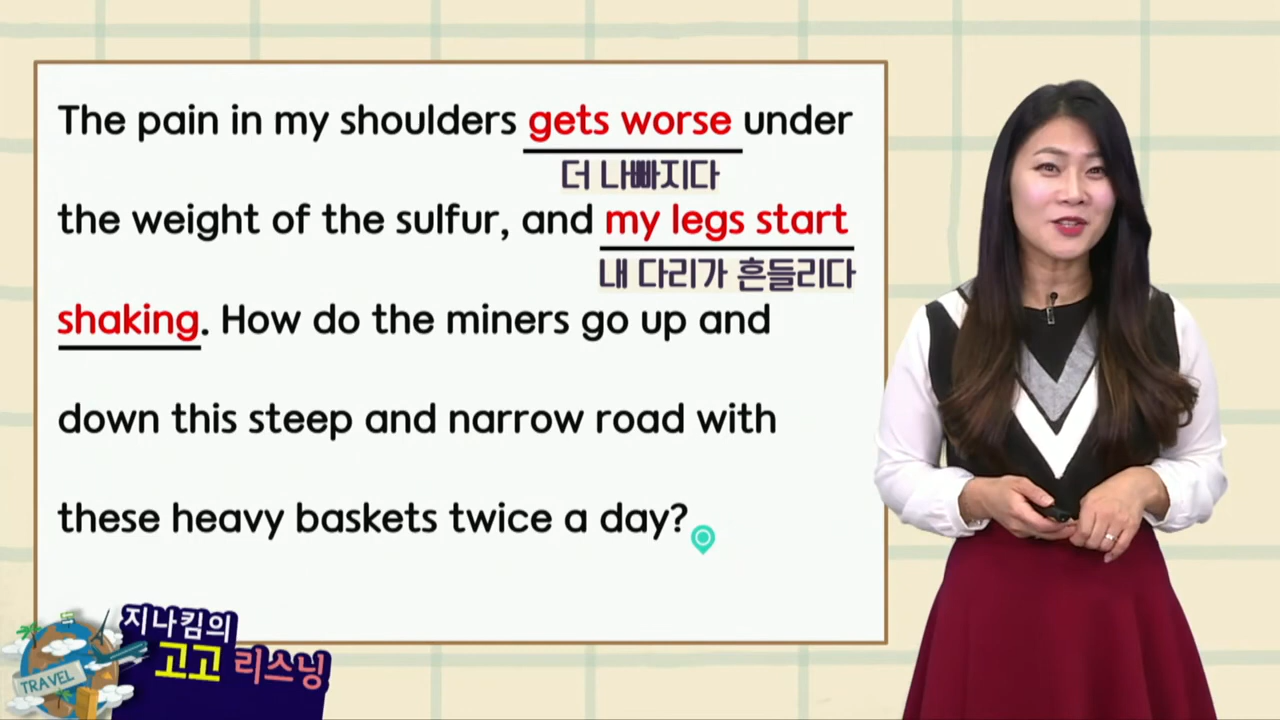 The pain in my shoulders gets worse under
더 나빠지다
the weight of the sulfur, and my legs start
내 다리가 흔들리다
shaking. How do the miners go up and
down this steep and narrow road with
these heavy baskets twice a day?
지나킴의
고고 리스닝
TRAVEL